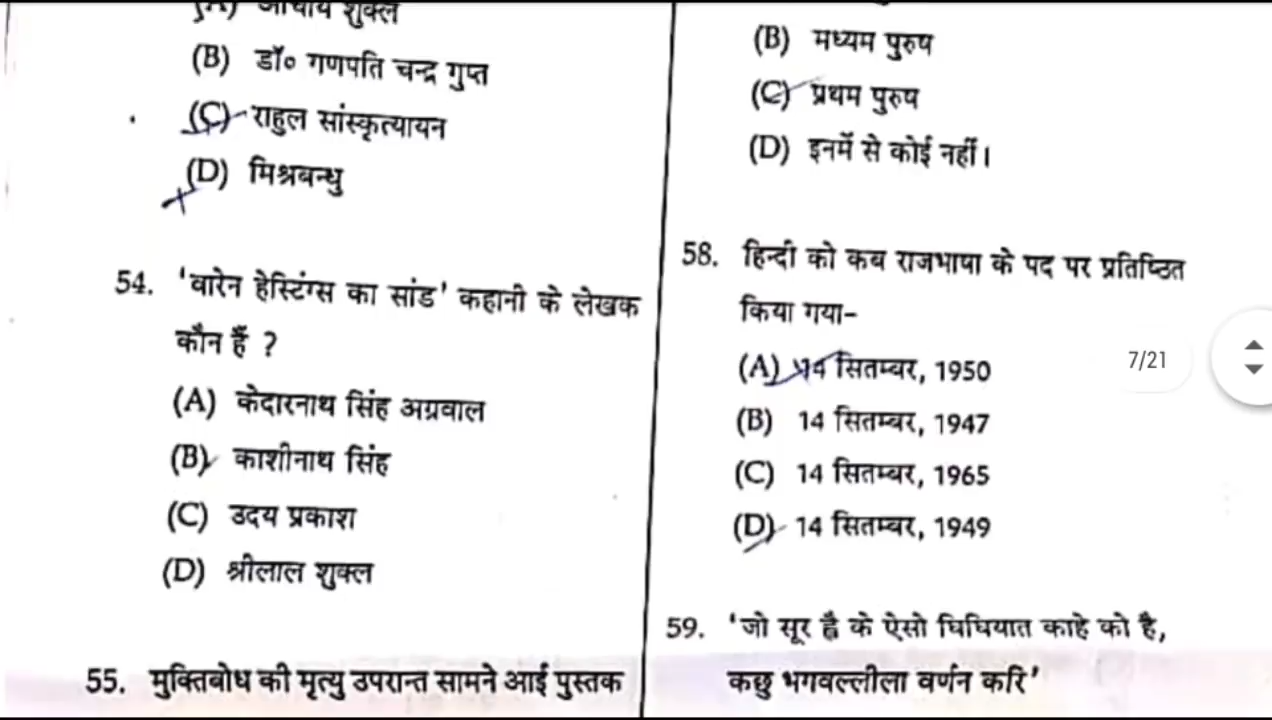 (A) आचार्य शुक्ल
(B) डॉ० गणपति चन्द्र गुप्त
(C) राहुल सांस्कृत्यायन
(D) मिश्रबन्धु
54. 'वारेन हेस्टिंग्स का सांड' कहानी के लेखक
कौन हैं ?
(A) केदारनाथ सिंह अग्रवाल
(B) काशीनाथ सिंह
(C) उदय प्रकाश
(D) श्रीलाल शुक्ल
55. मुक्तिबोध की मृत्यु उपरान्त सामने आई पुस्तक
(B) मध्यम पुरुष
(C) प्रथम पुरुष
(D) इनमें से कोई नहीं।
58. हिन्दी को कब राजभाषा के पद पर प्रतिष्ठित
किया गया-
(A) 14 सितम्बर, 1950
(B) 14 सितम्बर, 1947
(C) 14 सितम्बर, 1965
(D) 14 सितम्बर, 1949
59. 'जो सूर ह्वै के ऐसो घिघियात काहे को है,
कछु भगवल्लीला वर्णन करि'
7/21